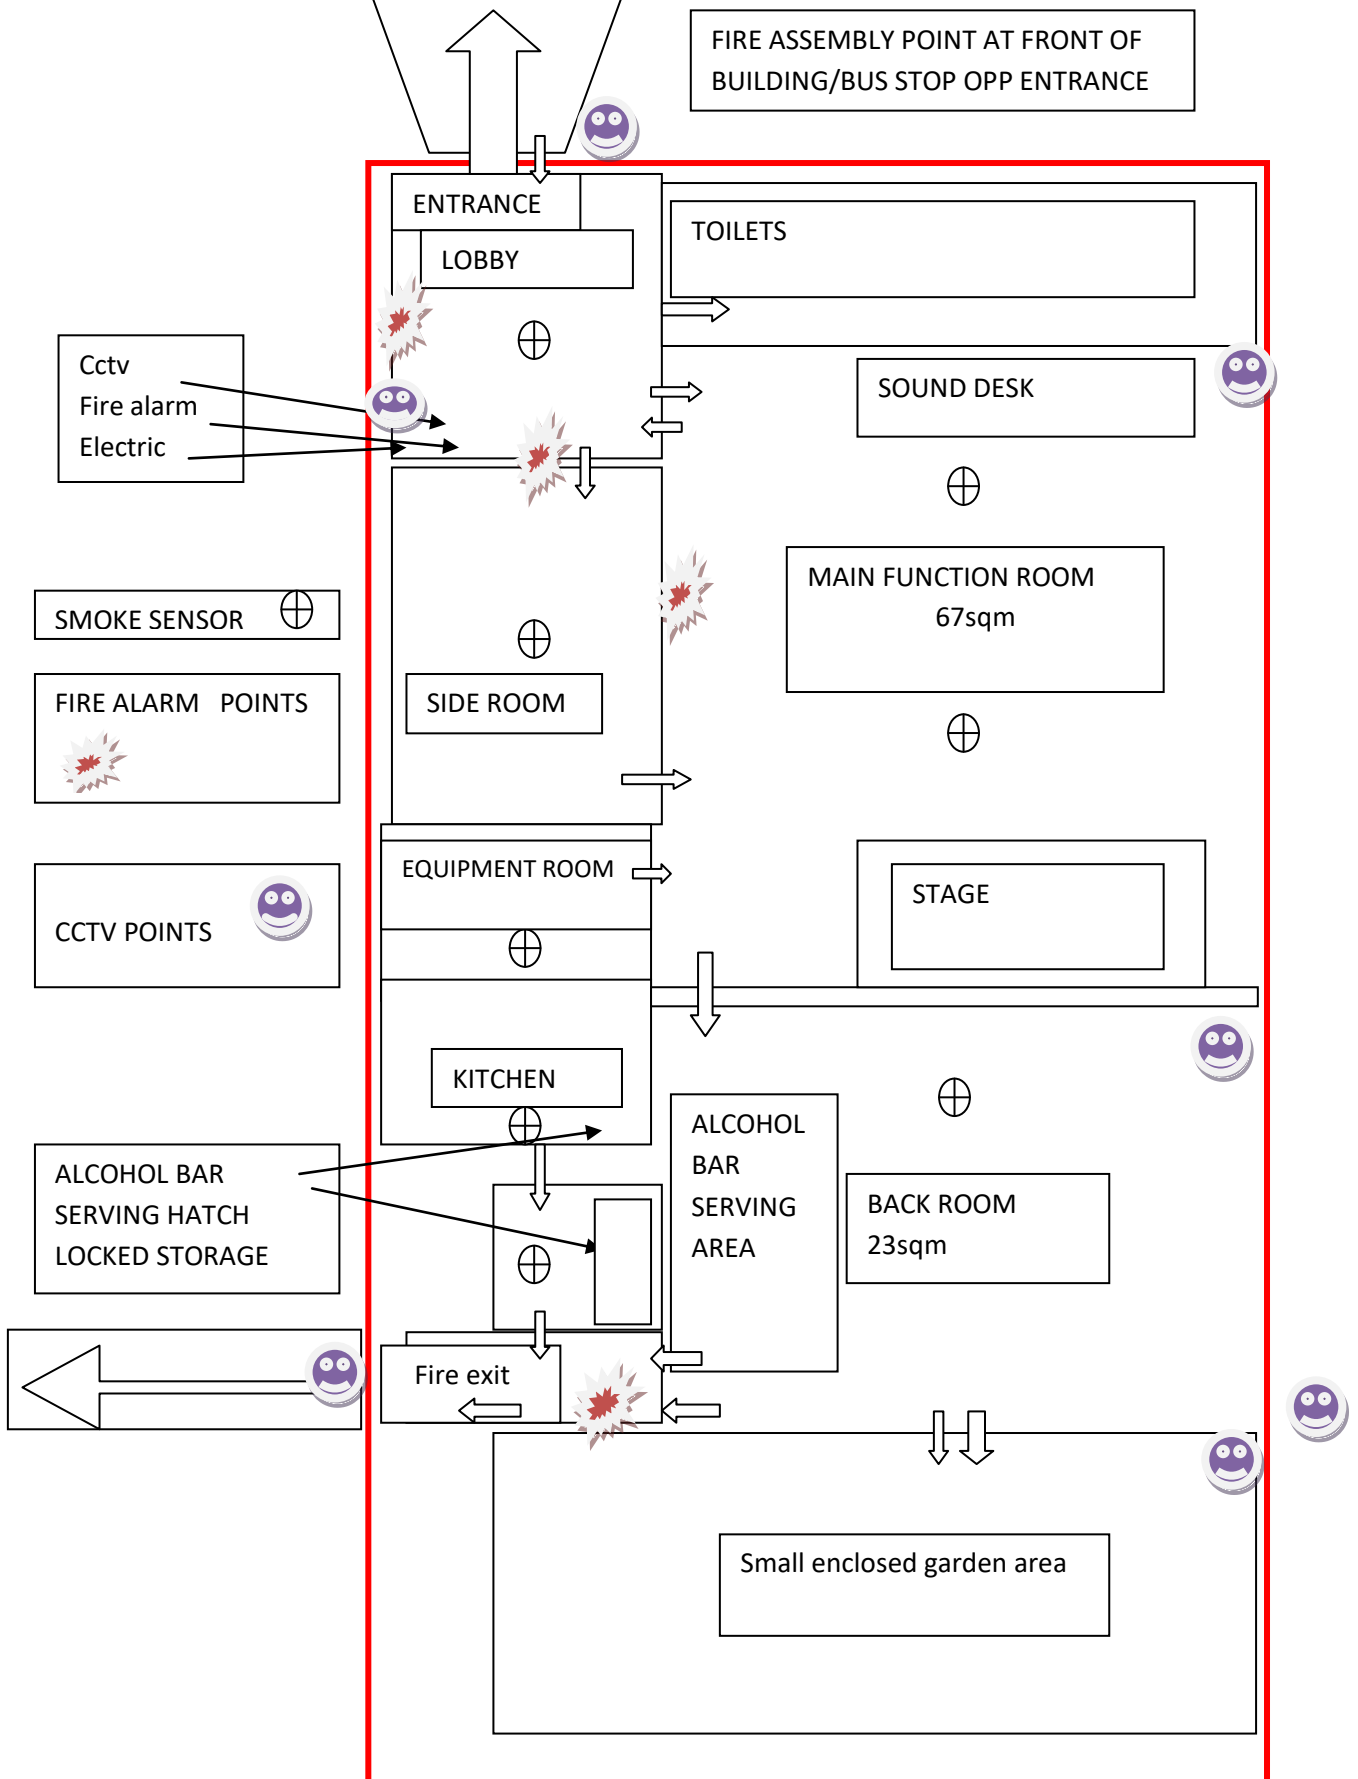 FIRE ASSEMBLY POINT AT FRONT OF
BUILDING/BUS STOP OPP ENTRANCE
ENTRANCE
LOBBY
TOILETS
Cctv
Fire alarm
Electric
SOUND DESK
MAIN FUNCTION ROOM
67sqm
SMOKE SENSOR
FIRE ALARM   POINTS
SIDE ROOM
EQUIPMENT ROOM
STAGE
CCTV POINTS
KITCHEN
ALCOHOL
BAR
SERVING
AREA
ALCOHOL BAR
SERVING HATCH
LOCKED STORAGE
BACK ROOM
23sqm
Fire exit
Small enclosed garden area